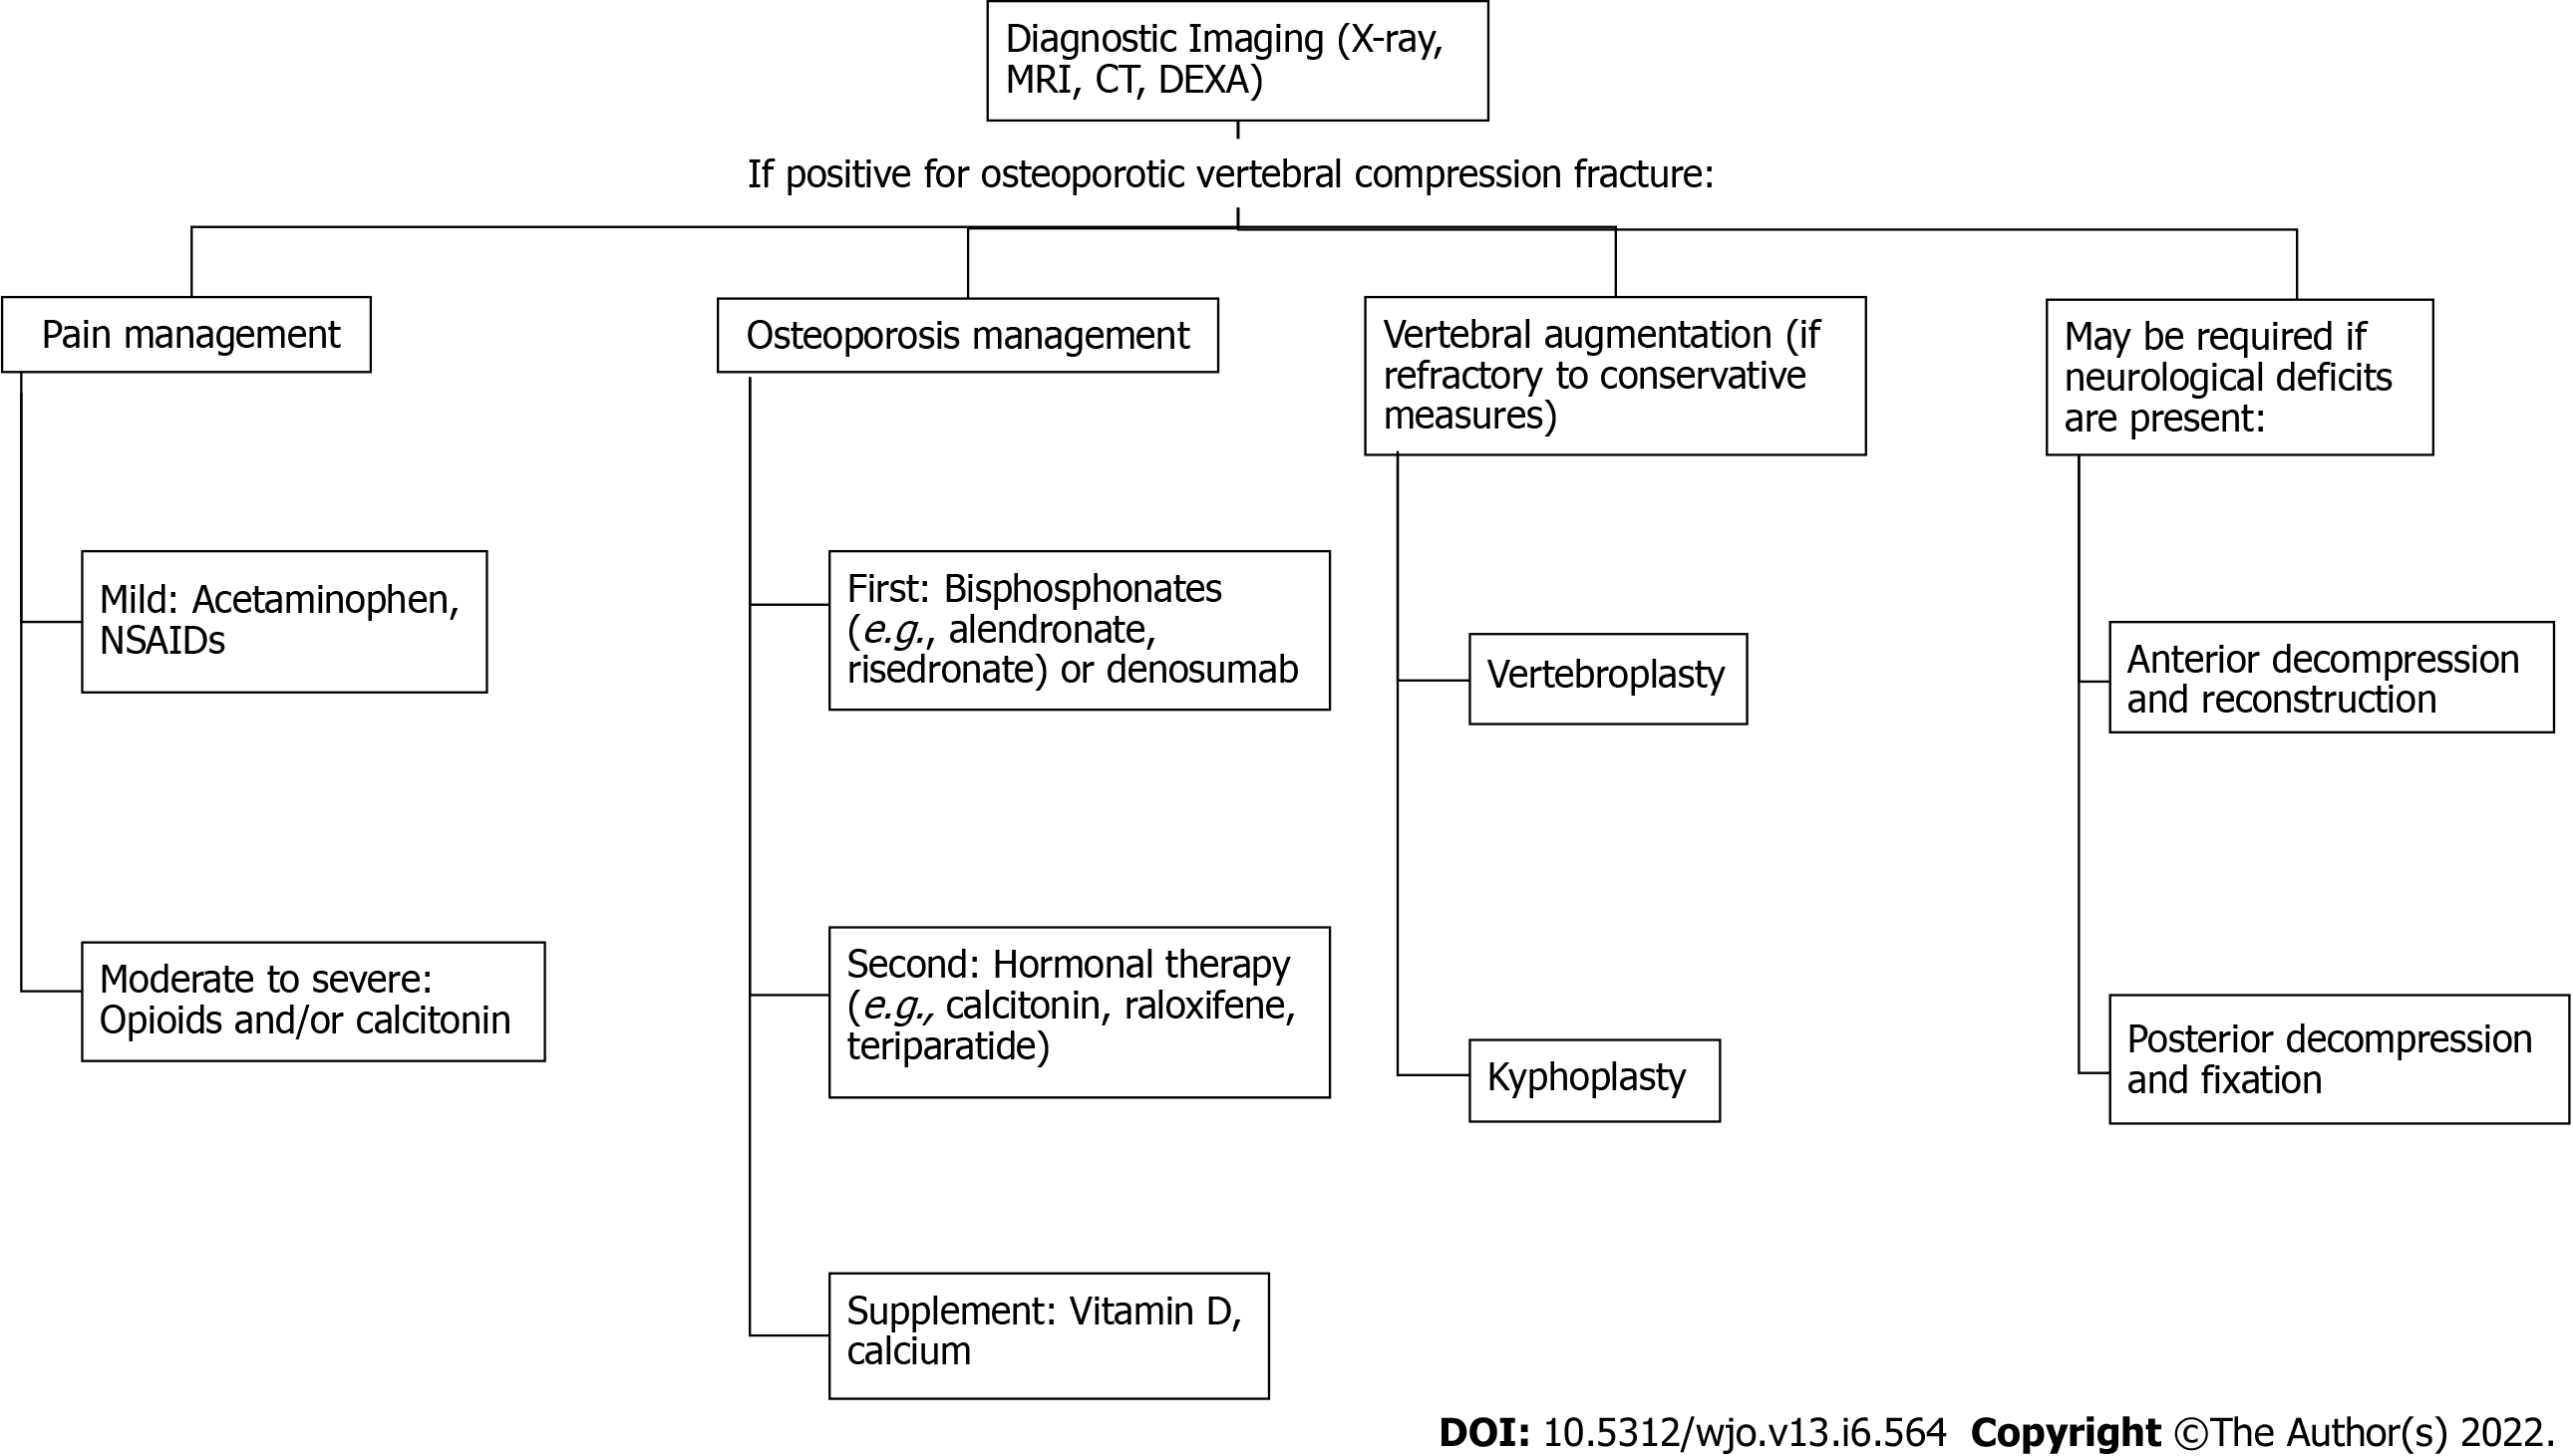 Diagnostic Imaging (X-ray,
MRI, CT, DEXA)
If positive for osteoporotic vertebral compression fracture:
Pain management
Mild: Acetaminophen,
NSAIDs
Moderate to severe:
Opioids and/or calcitonin
Osteoporosis management
First: Bisphosphonates
(e.g., alendronate,
risedronate) or denosumab
Second: Hormonal therapy
(e.g., calcitonin, raloxifene,
teriparatide)
Supplement: Vitamin D,
calcium
Vertebral augmentation (if
refractory to conservative
measures)
Vertebroplasty
Kyphoplasty
May be required if
neurological deficits
are present:
Anterior decompression
and reconstruction
Posterior decompression
and fixation
DOI: 10.5312/wjo.v13.i6.564 Copyright ©The Author(s) 2022.